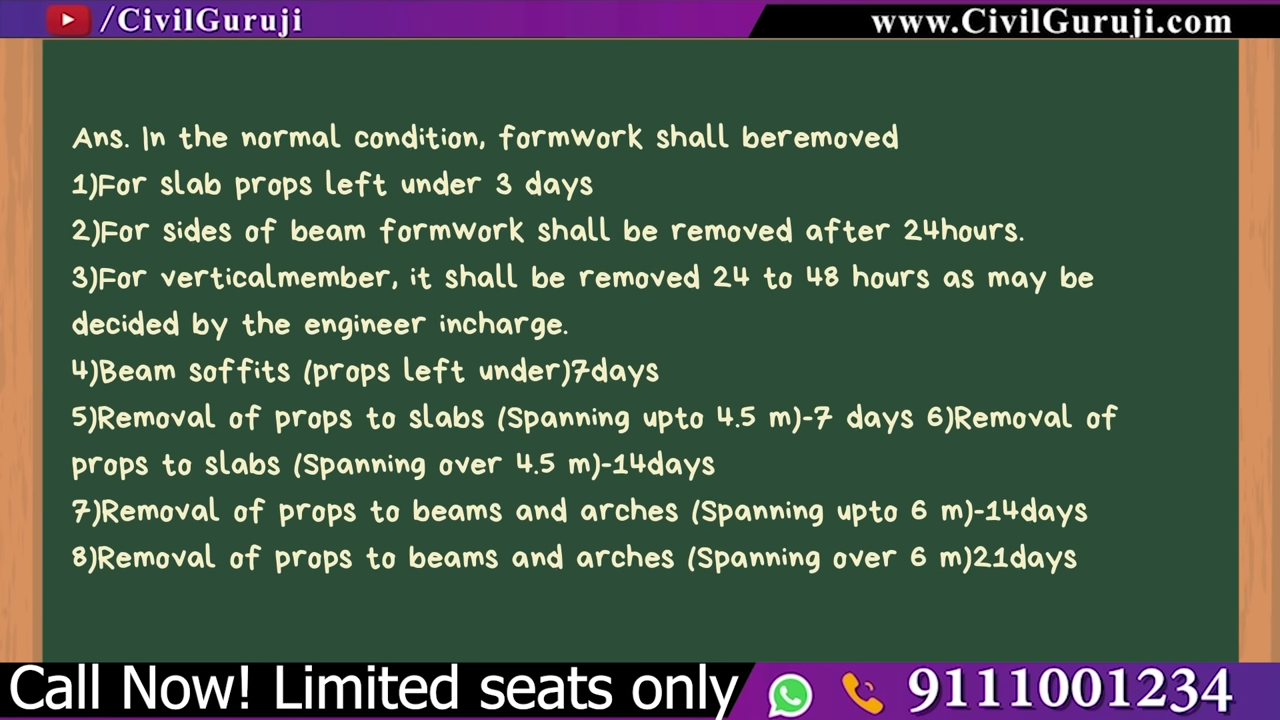 /CivilGuruji
www.CivilGuruji.com
Ans. In the normal condition, formwork shall beremoved
1)For slab props left under 3 days
2)For sides of beam formwork shall be removed after 24hours.
3)For verticalmember, it shall be removed 24 to 48 hours as may be
decided by the engineer incharge.
4)Beam soffits (props left under)7days
5)Removal of props to slabs (Spanning upto 4.5 m)-7 days 6)Removal of
props to slabs (Spanning over 4.5 m)-14days
7)Removal of props to beams and arches (Spanning upto 6 m)-14days
8)Removal of props to beams and arches (Spanning over 6 m)21days
Call Now! Limited seats only
9111001234